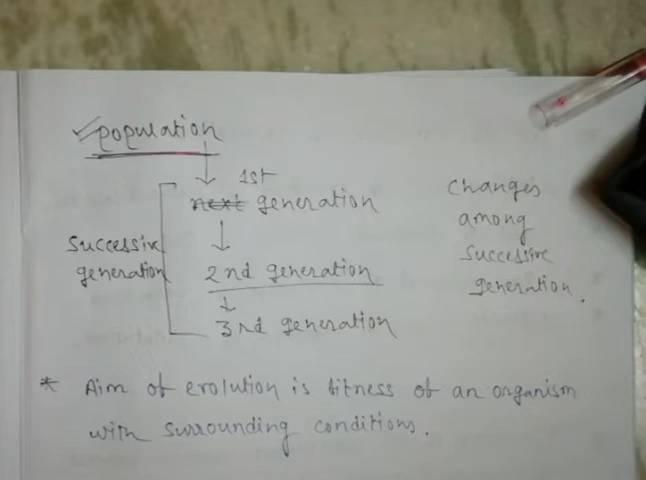 population
1st
next generation
Successive
generation
2nd generation
3rd generation
Changes
among
successive
generation.
* Aim of evolution is fitness of an organism
with surrounding conditions.